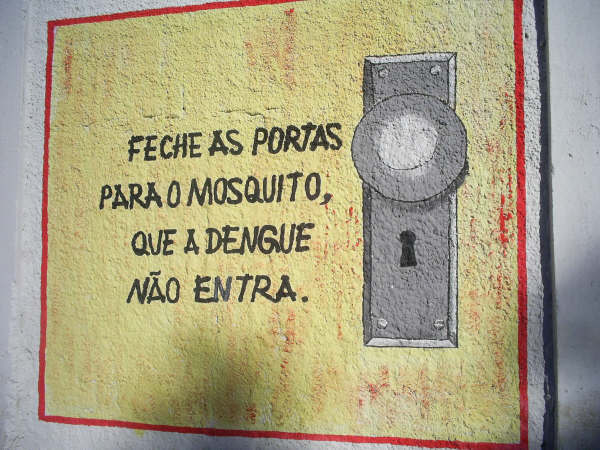 FECHE AS PORTAS
PARA O MOSQUITO,
QUE A DENGUE
NÃO ENTRA.